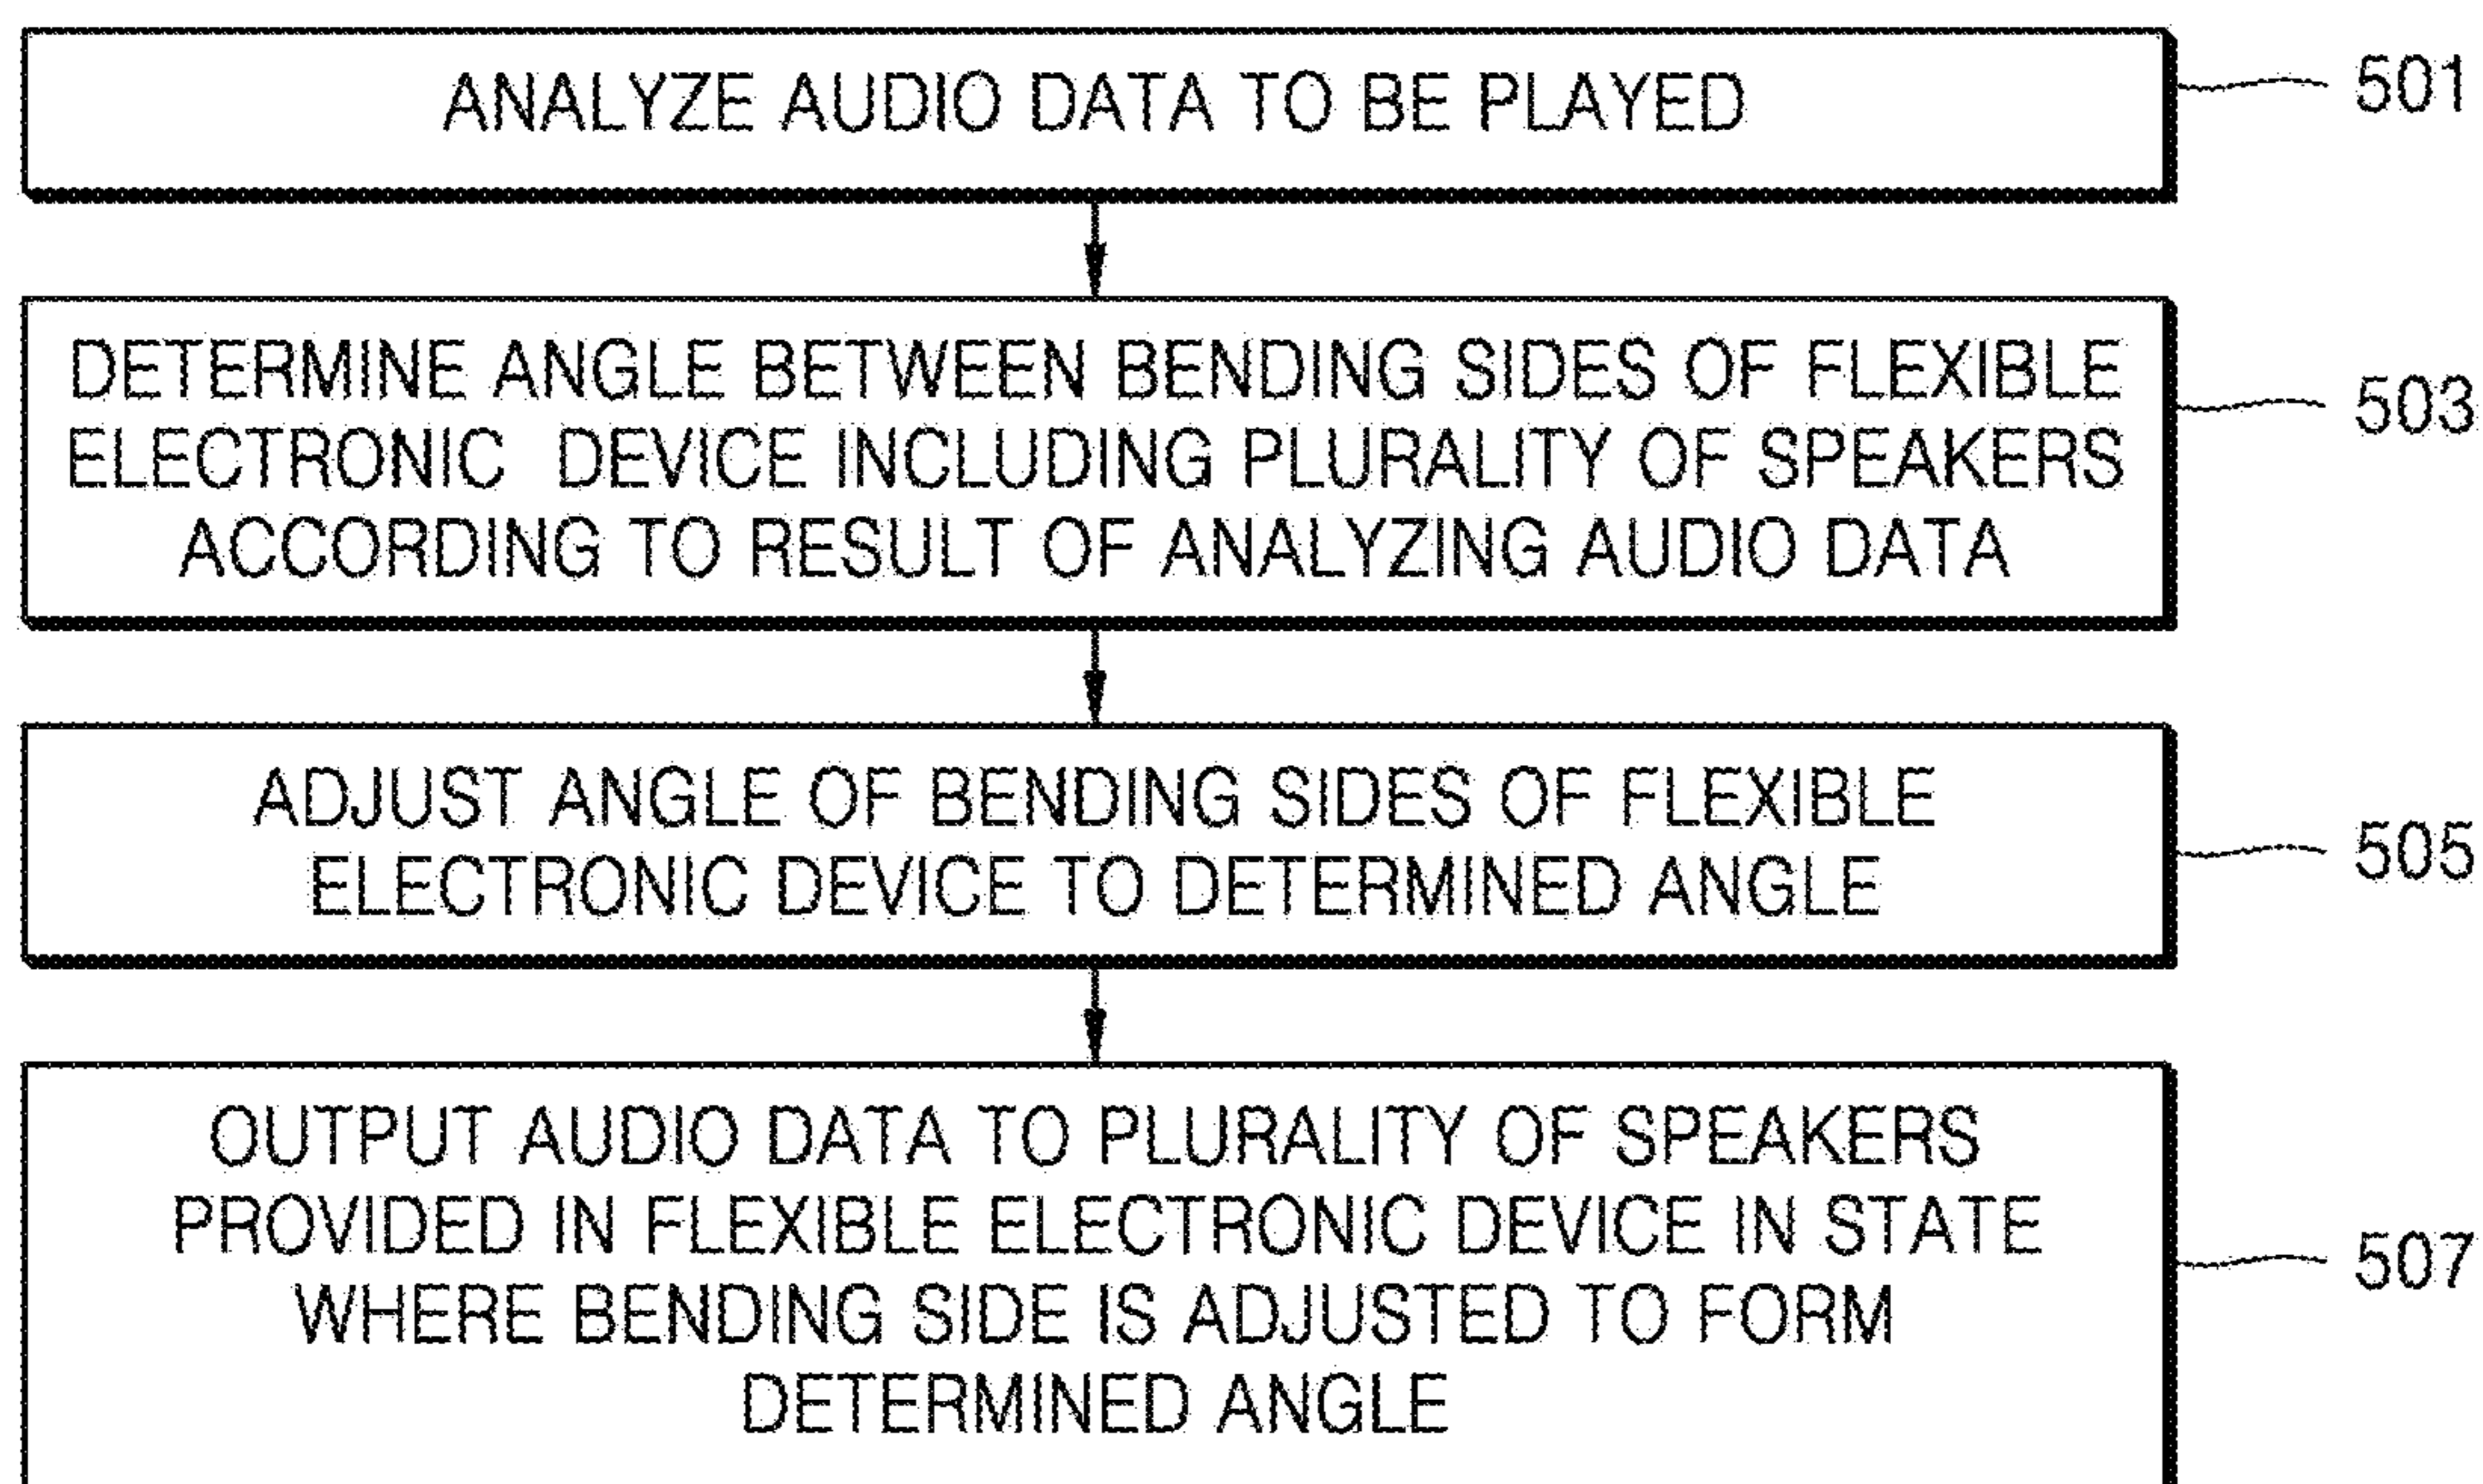 ANALYZE AUDIO DATA TO BE PLAYED
501
DETERMINE ANGLE BETWEEN BENDING SIDES OF FLEXIBLE
ELECTRONIC DEVICE INCLUDING PLURALITY OF SPEAKERS
ACCORDING TO RESULT OF ANALYZING AUDIO DATA
503
ADJUST ANGLE OF BENDING SIDES OF FLEXIBLE
ELECTRONIC DEVICE TO DETERMINED ANGLE
505
OUTPUT AUDIO DATA TO PLURALITY OF SPEAKERS
PROVIDED IN FLEXIBLE ELECTRONIC DEVICE IN STATE
WHERE BENDING SIDE IS ADJUSTED TO FORM
DETERMINED ANGLE
507